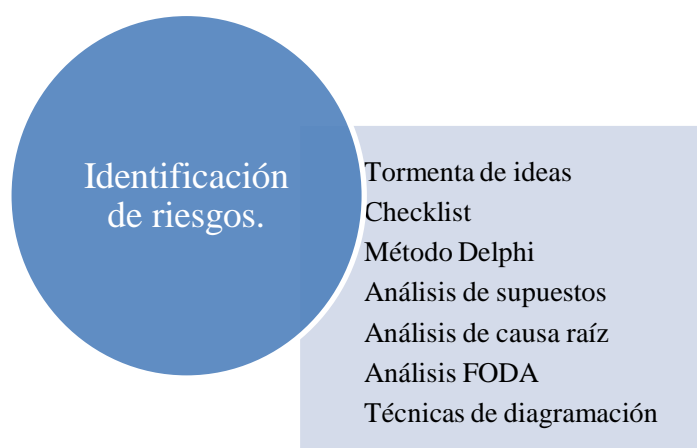 Identificación
de riesgos.
Tormenta de ideas
Checklist
Método Delphi
Análisis de supuestos
Análisis de causa raíz
Análisis FODA
Técnicas de diagramación